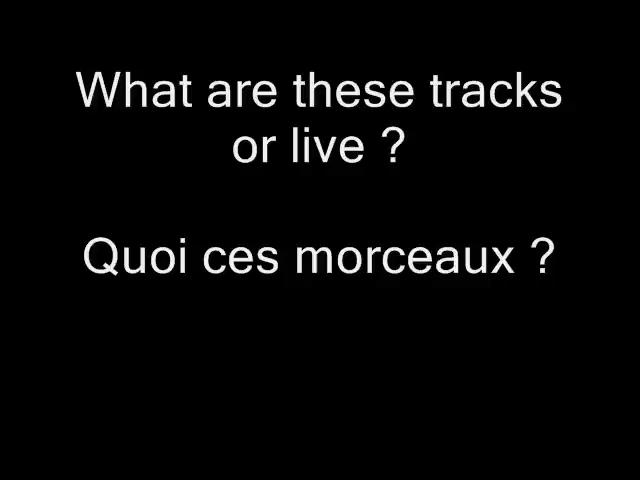 What are these tracks
or live ?
Quoi ces morceaux ?